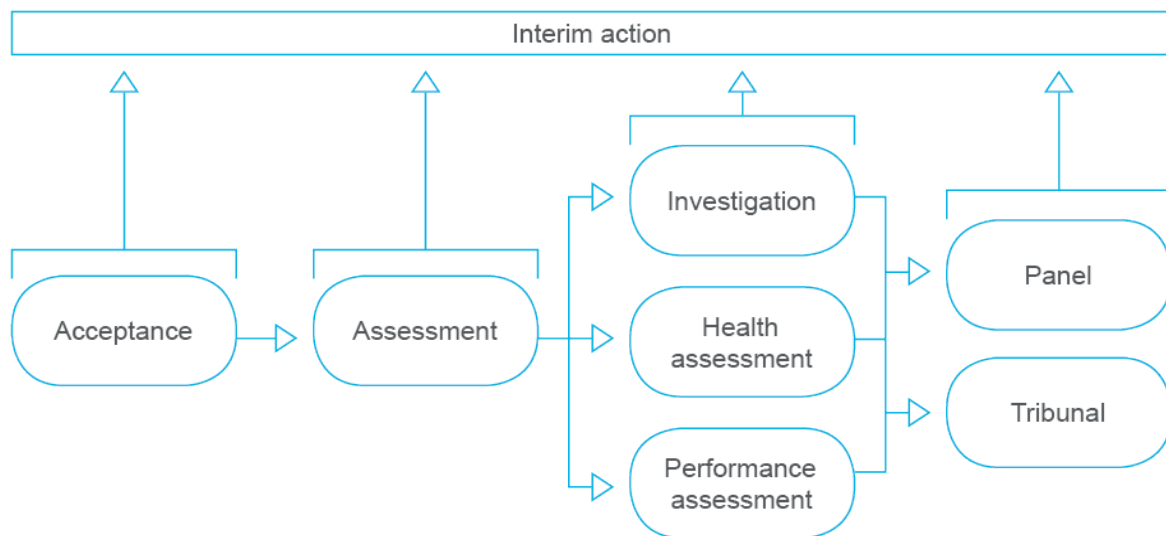 Interim action
Acceptance
Assessment
Investigation
Health
assessment
Performance
assessment
Panel
Tribunal